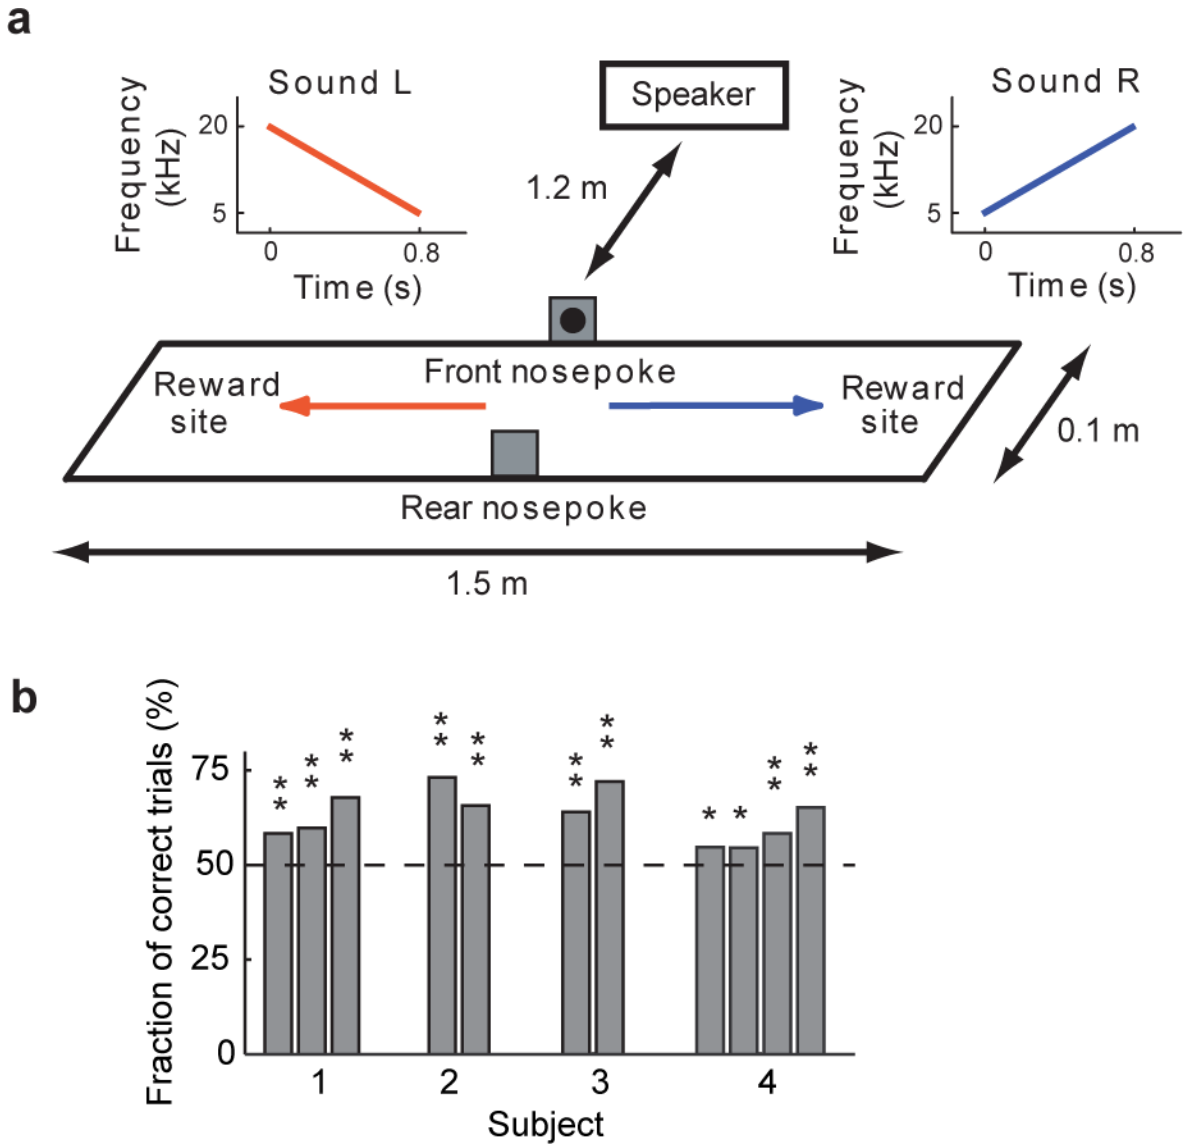 a
Sound L
Frequency
(kHz)
20
5
0
0.8
Time (s)
Speaker
1.2 m
Sound R
Frequency
(kHz)
20
5
0
0.8
Time (s)
Front nosepoke
Reward
site
Reward
site
0.1 m
Rear nosepoke
1.5 m
b
Fraction of correct trials (%)
75
50
25
0
* *
* *
* *
* *
* *
* *
* *
*
*
* *
* *
1
2
3
4
Subject